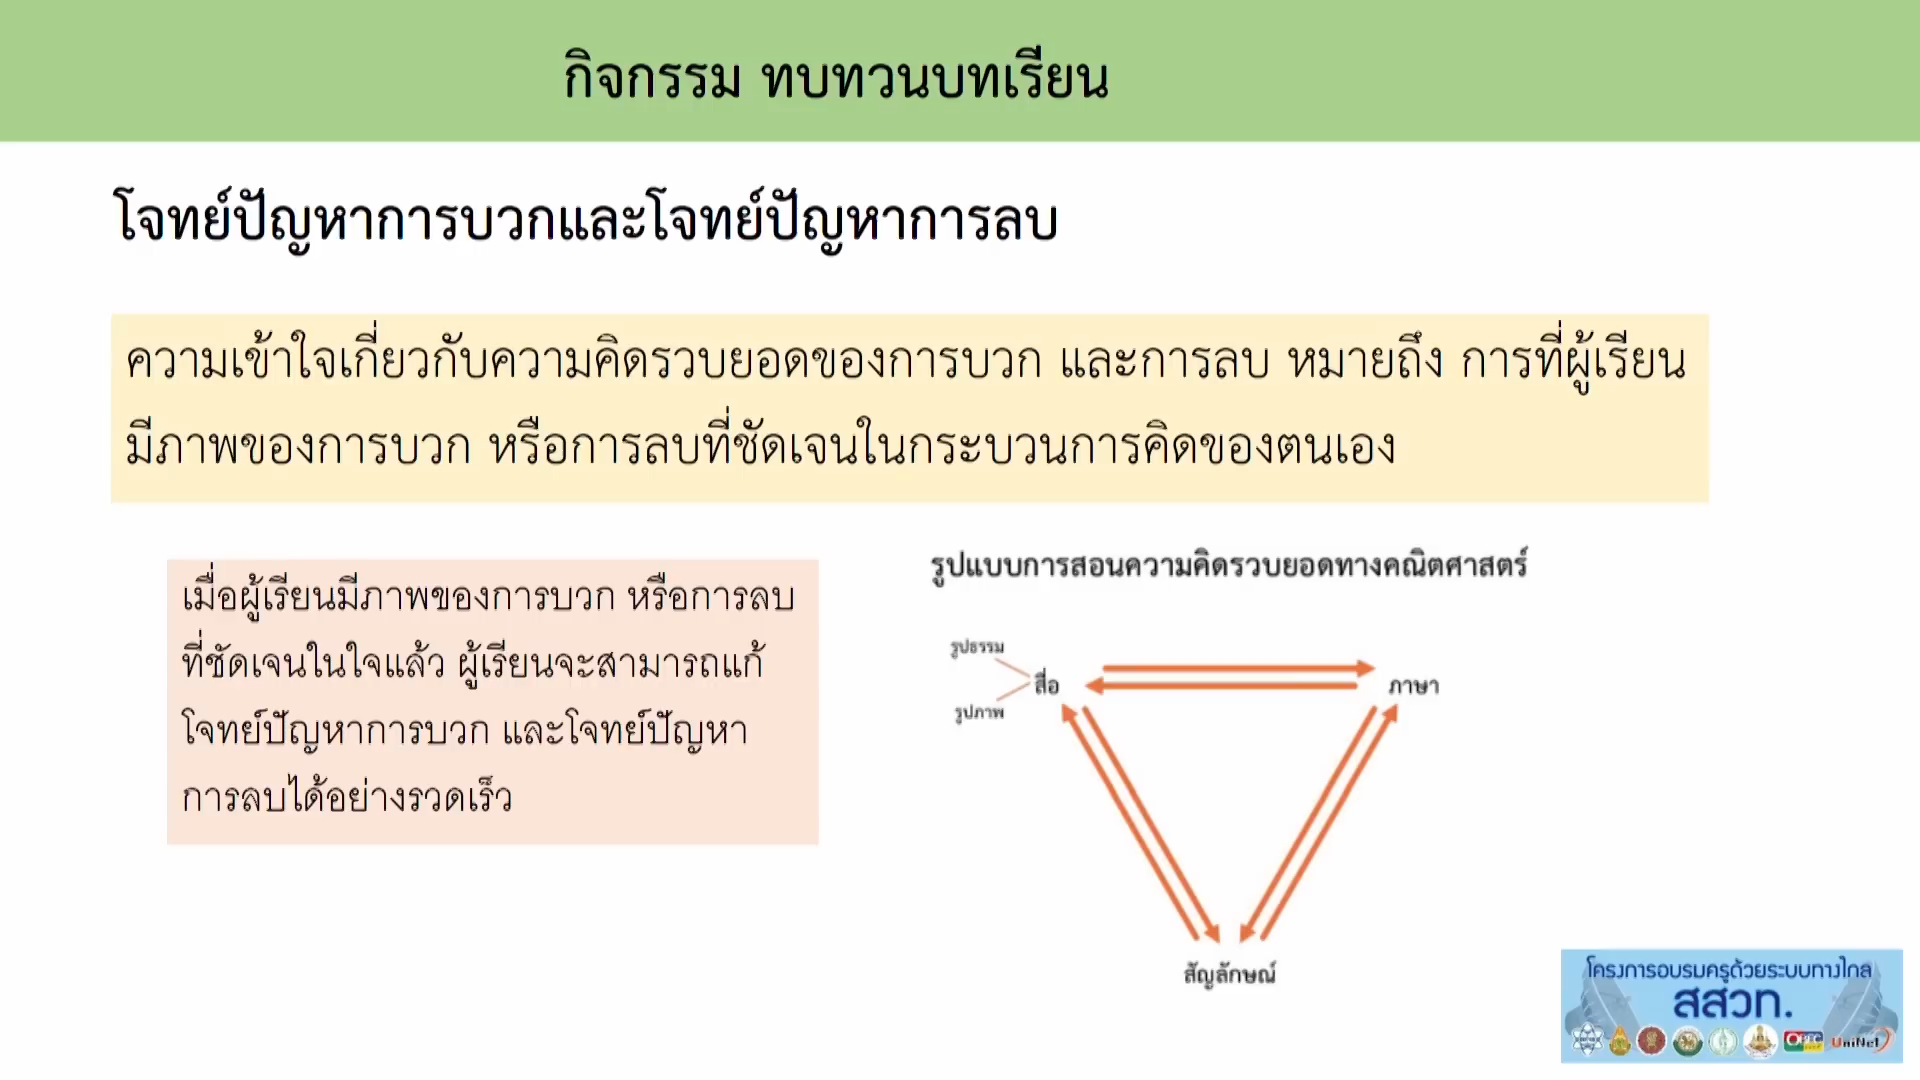 กิจกรรม ทบทวนบทเรียน
โจทย์ปัญหาการบวกและโจทย์ปัญหาการลบ
ความเข้าใจเกี่ยวกับความคิดรวบยอดของการบวก และการลบ หมายถึง การที่ผู้เรียน
มีภาพของการบวก หรือการลบที่ชัดเจนในกระบวนการคิดของตนเอง
เมื่อผู้เรียนมีภาพของการบวก หรือการลบ
ที่ชัดเจนในใจแล้ว ผู้เรียนจะสามารถแก้
โจทย์ปัญหาการบวก และโจทย์ปัญหา
การลบได้อย่างรวดเร็ว
รูปแบบการสอนความคิดรวบยอดทางคณิตศาสตร์
รูปธรรม
สื่อ
ภาษา
รูปภาพ
สัญลักษณ์
โครงการอบรมครูด้วยระบบทางไกล
สสวท.
UniNet